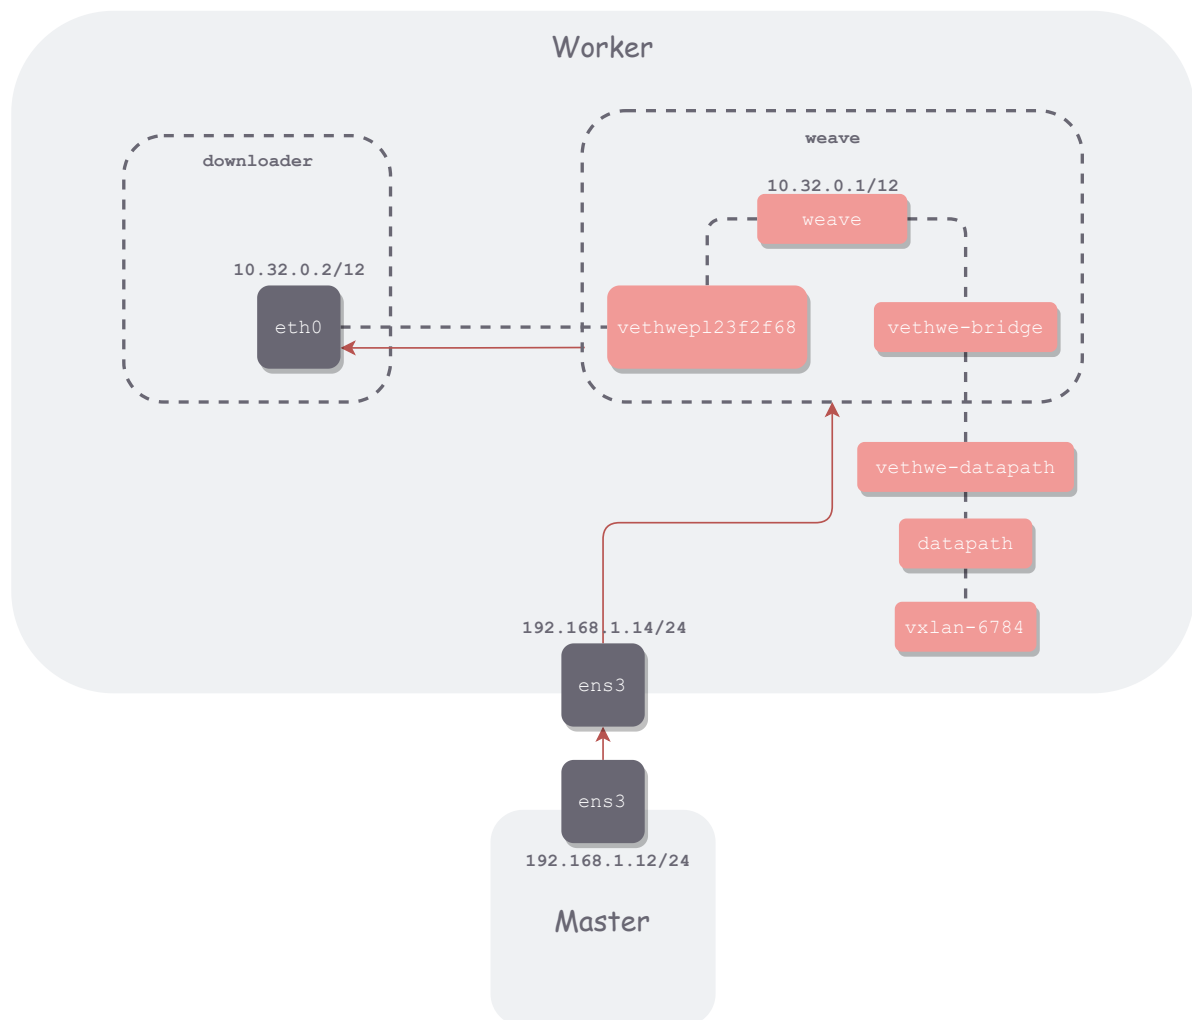 Worker
weave
downloader
10.32.0.1/12
weave
10.32.0.2/12
eth0
vethwepl23f2f68
vethwe-bridge
vethwe-datapath
datapath
vxlan-6784
192.168.1.14/24
ens3
ens3
192.168.1.12/24
Master